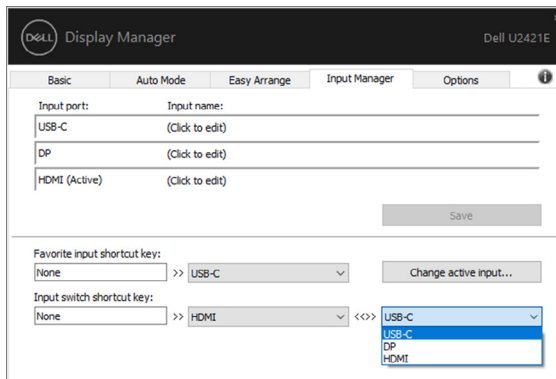 DELL Display Manager Dell U2421E
Basic Auto Mode Easy Arrange Input Manager Options
Input port: Input name:
USB-C (Click to edit)
DP (Click to edit)
HDMI (Active) (Click to edit)
Save
Favorite input shortcut key:
None >> USB-C Change active input...
Input switch shortcut key:
None >> HDMI <<>> USB-C
USB-C
DP
HDMI